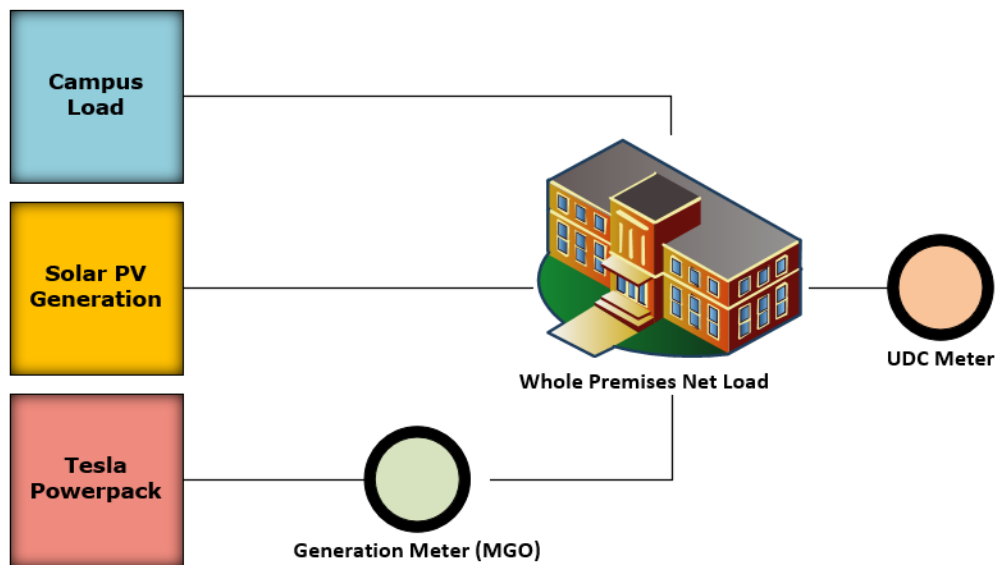 Campus
Load
Solar PV
Generation
Whole Premises Net Load
UDC Meter
Tesla
Powerpack
Generation Meter (MGO)